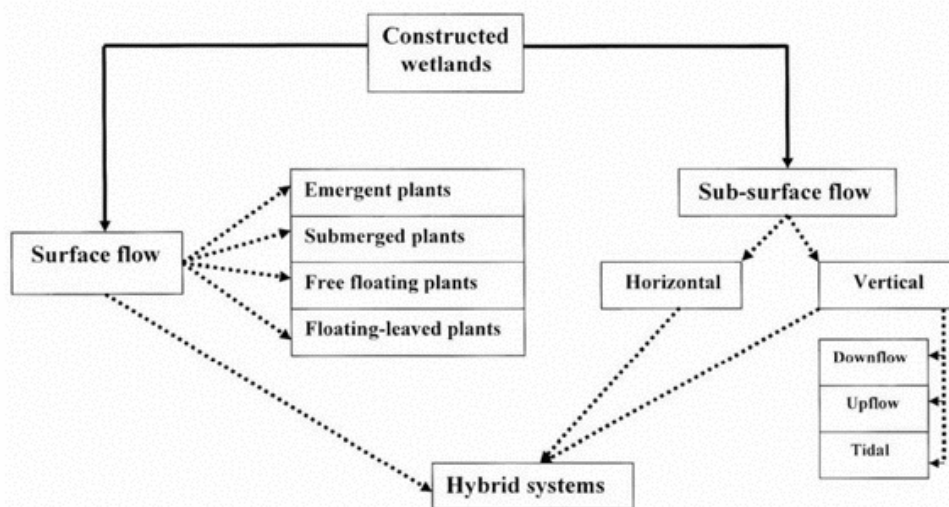 Constructed
wetlands
Emergent plants
Sub-surface flow
Submerged plants
Surface flow
Free floating plants
Horizontal
Vertical
Floating-leaved plants
Downflow
Upflow
Tidal
Hybrid systems